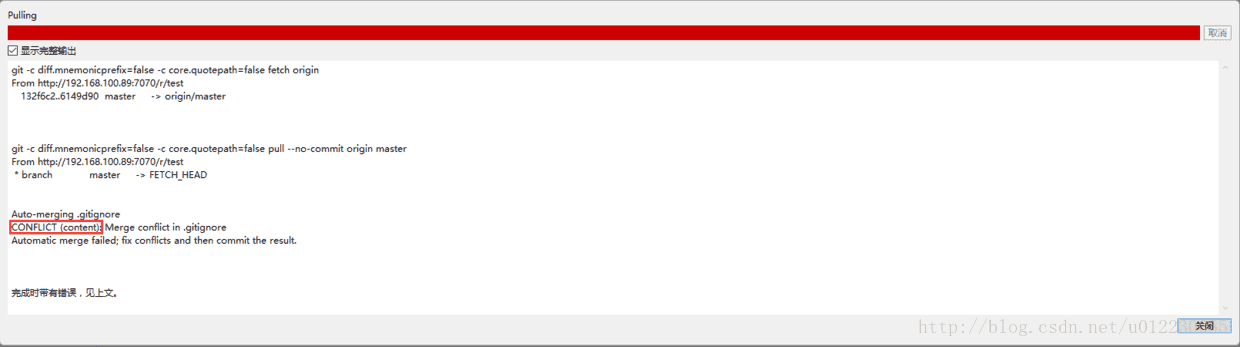 Pulling
取消
显示完整输出
git -c diff.mnemonicprefix=false -c core.quotepath=false fetch origin
From http://192.168.100.89:7070/r/test
132f6c2..6149d90 master -> origin/master
git -c diff.mnemonicprefix=false -c core.quotepath=false pull --no-commit origin master
From http://192.168.100.89:7070/r/test
* branch master -> FETCH_HEAD
Auto-merging .gitignore
CONFLICT (content): Merge conflict in .gitignore
Automatic merge failed; fix conflicts and then commit the result.
完成时带有错误，见上文。
关闭